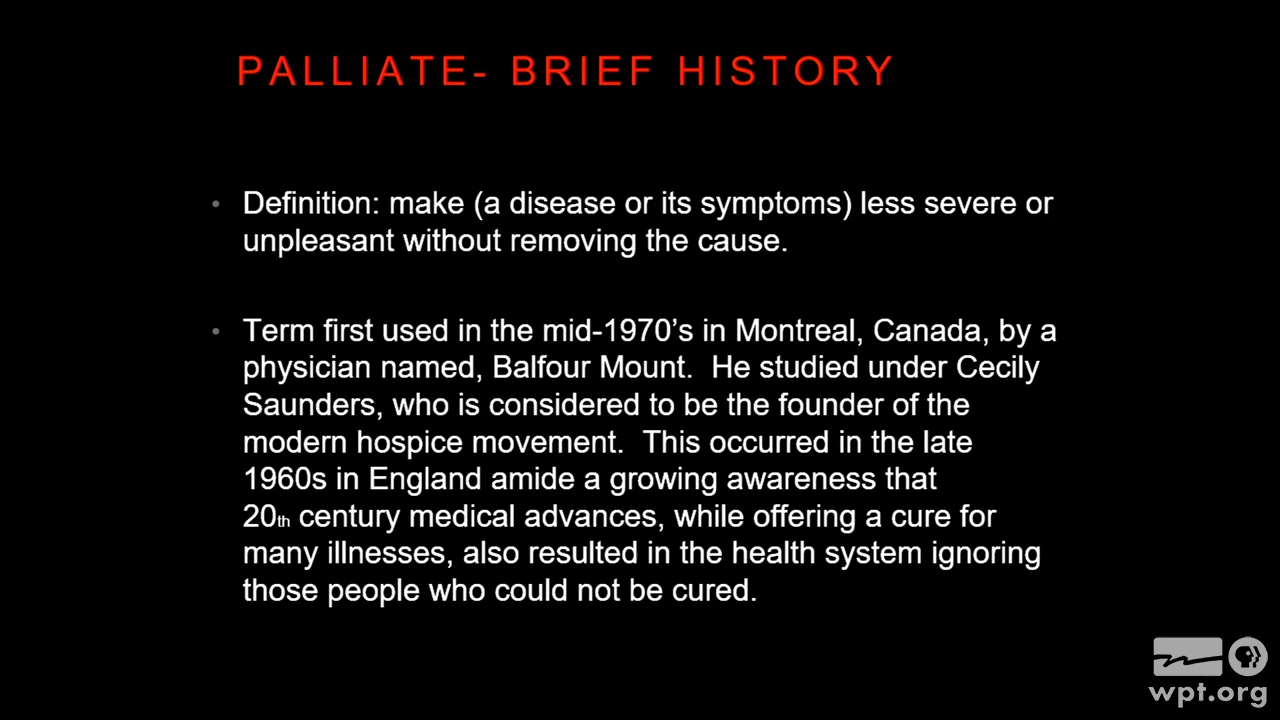 PALLIATE- BRIEF HISTORY
• Definition: make (a disease or its symptoms) less severe or
unpleasant without removing the cause.
• Term first used in the mid-1970’s in Montreal, Canada, by a
physician named, Balfour Mount.  He studied under Cecily
Saunders, who is considered to be the founder of the
modern hospice movement.  This occurred in the late
1960s in England amide a growing awareness that
20th century medical advances, while offering a cure for
many illnesses, also resulted in the health system ignoring
those people who could not be cured.
wpt.org